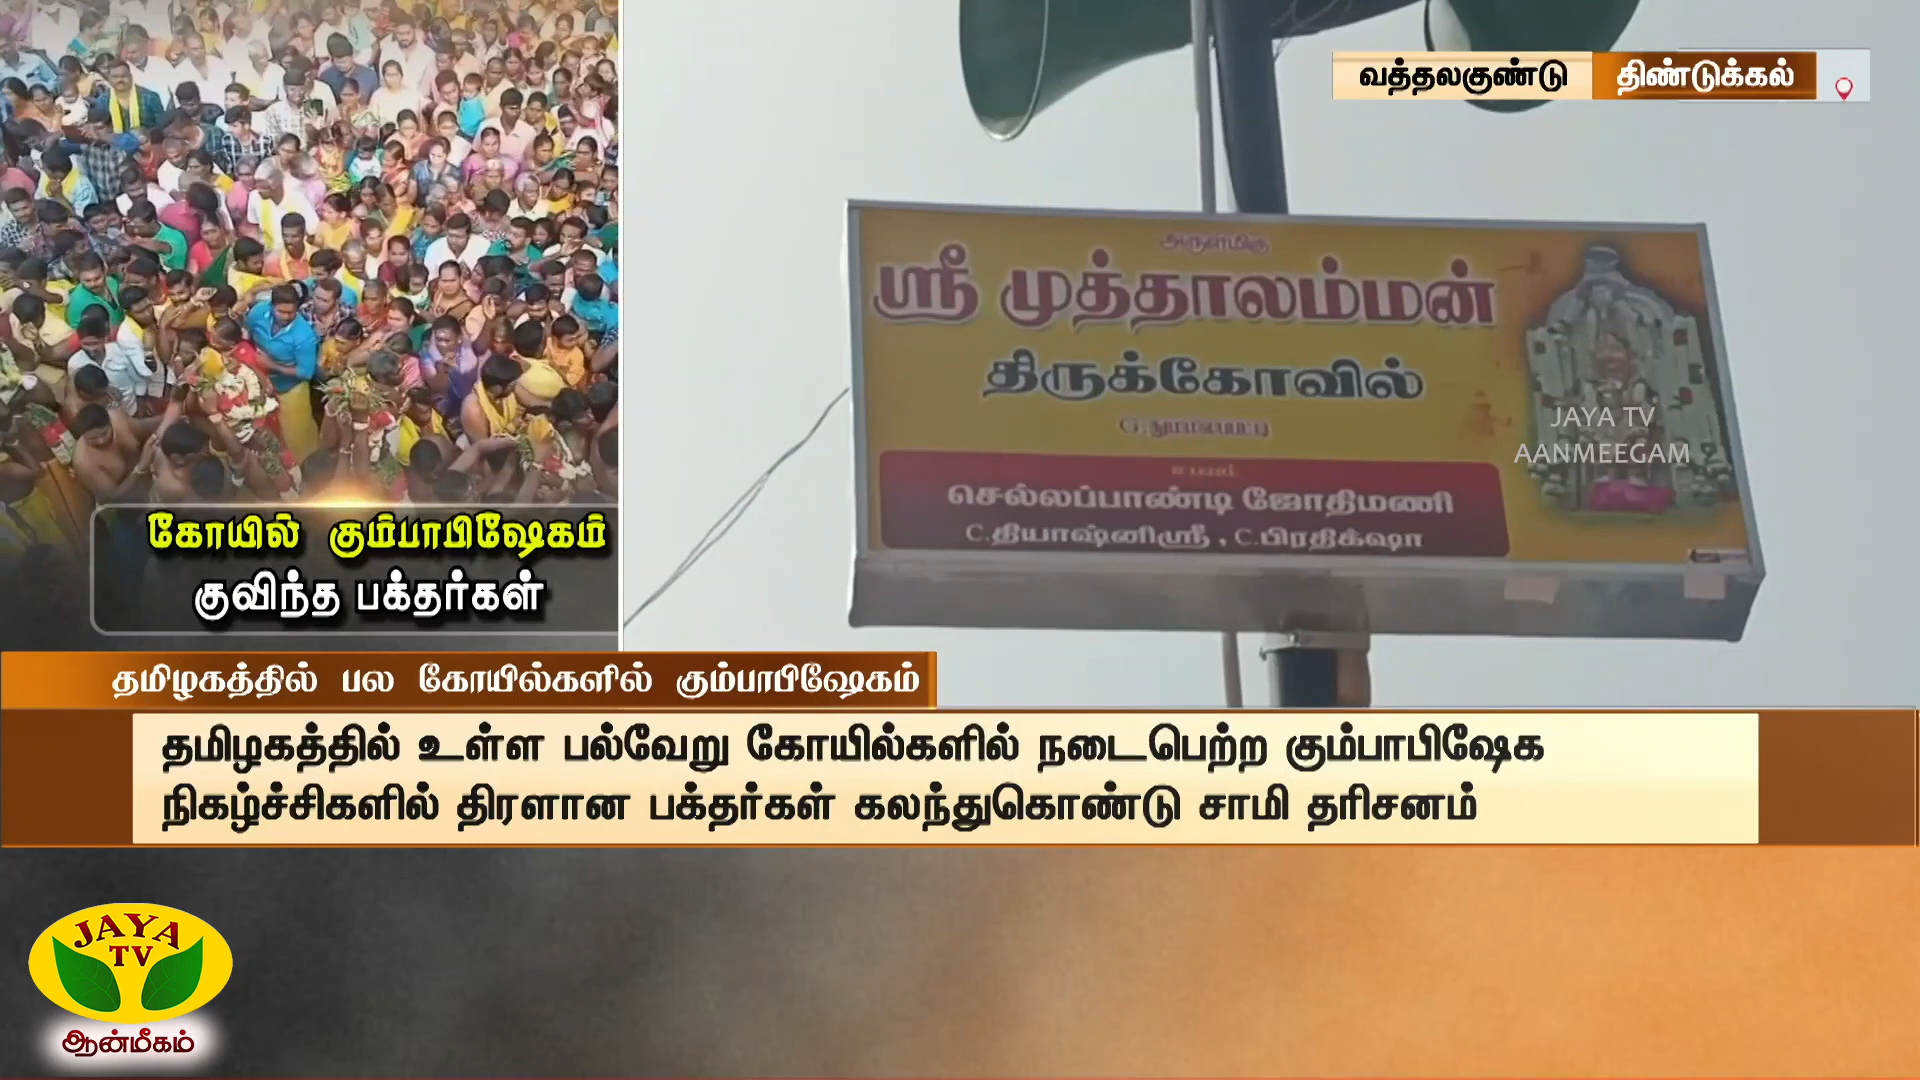 வத்தலகுண்டு திண்டுக்கல்
அருள்மிகு
ஸ்ரீ முத்தாலம்மன்
திருக்கோவில்
JAYA TV
AANMEEGAM
செல்லப்பாண்டி ஜோதிமணி
C.தியாஷ்னிஸ்ரீ , C.பிரதிக்ஷா
கோயில் கும்பாபிஷேகம்
குவிந்த பக்தர்கள்
தமிழகத்தில் பல கோயில்களில் கும்பாபிஷேகம்
தமிழகத்தில் உள்ள பல்வேறு கோயில்களில் நடைபெற்ற கும்பாபிஷேக
நிகழ்ச்சிகளில் திரளான பக்தர்கள் கலந்துகொண்டு சாமி தரிசனம்
JAYA
TV
ஆன்மீகம்